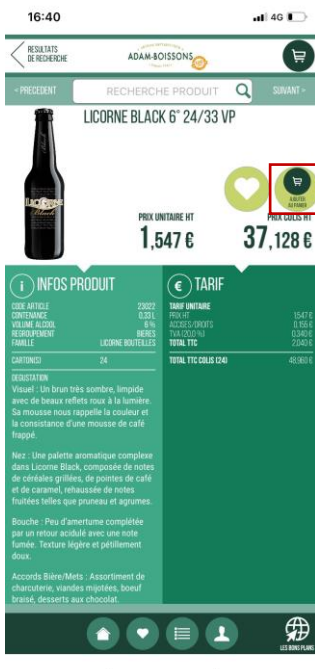 16:40
4G
RESULTATS
DE RECHERCHE
ADAM-BOISSONS
< PRECEDENT
RECHERCHE PRODUIT
SUIVANT >
LICORNE BLACK 6° 24/33 VP
LICORNE
Black
AJOUTER
AU PANIER
PRIX UNITAIRE HT
1,547 €
PRIX COLIS HT
37,128 €
i INFOS PRODUIT
CODE ARTICLE 23022
CONTENANCE 0,33 L
VOLUME ALCOOL 6 %
REGROUPEMENT BIERES
FAMILLE LICORNE BOUTEILLES
CARTON(S) 24
DEGUSTATION
Visuel : Un brun très sombre, limpide
avec de beaux reflets roux à la lumière.
Sa mousse nous rappelle la couleur et
la consistance d'une mousse de café
frappé.
Nez : Une palette aromatique complexe
dans Licorne Black, composée de notes
de céréales grillées, de pointes de café
et de caramel, rehaussée de notes
fruitées telles que pruneau et agrumes.
Bouche : Peu d'amertume complétée
par un retour acidulé avec une note
fumée. Texture légère et pétillement
doux.
Accords Bière/Mets : Assortiment de
charcuterie, viandes mijotées, boeuf
braisé, desserts aux chocolat.
€ TARIF
TARIF UNITAIRE
PRIX HT 1,547 €
ACCISES/DROITS 0,156 €
TVA (20,0 %) 0,340 €
TOTAL TTC 2,040 €
TOTAL TTC COLIS (24) 48,960 €
LES BONS PLANS